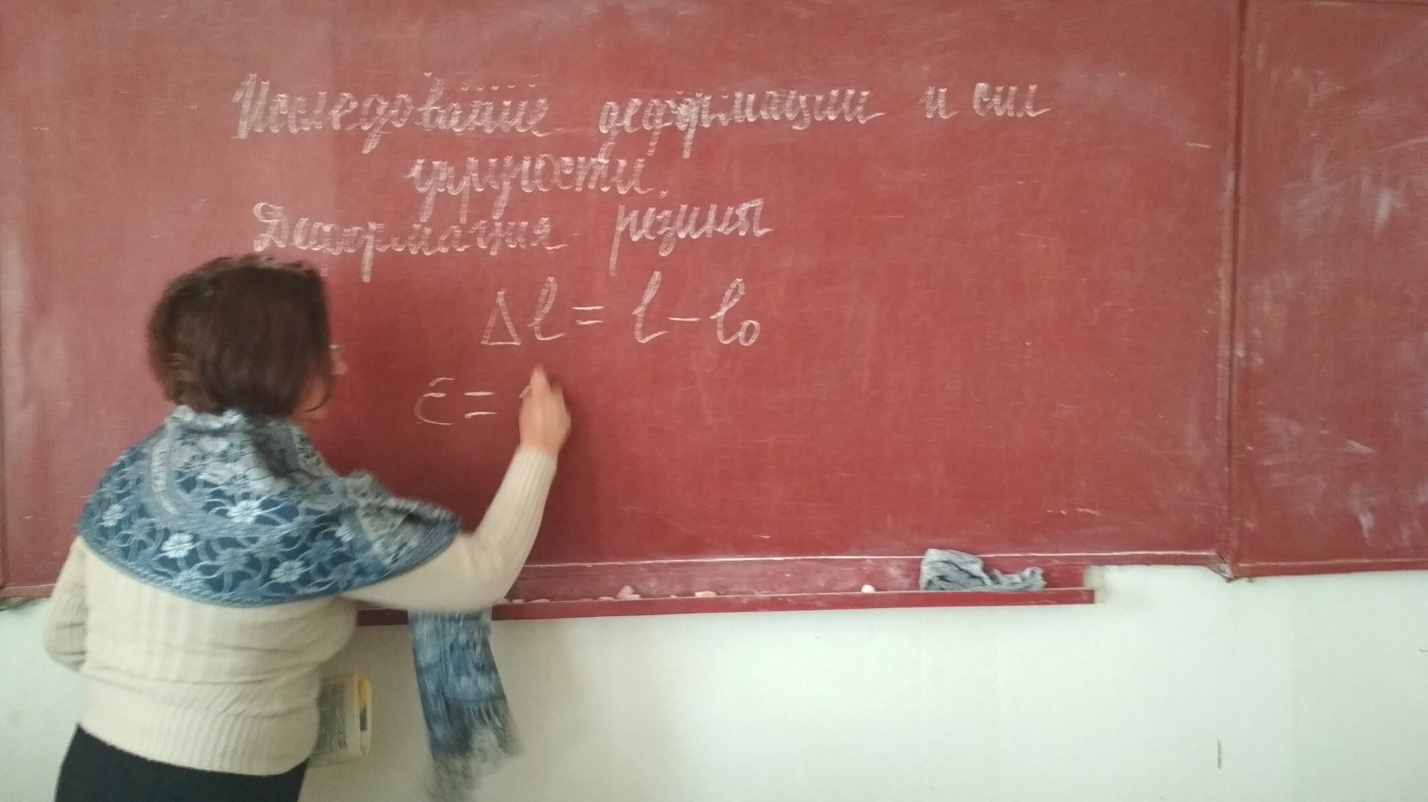 Исследование деформации и сил
упругости.
Деформация резины
Δl = l - l₀
ε =